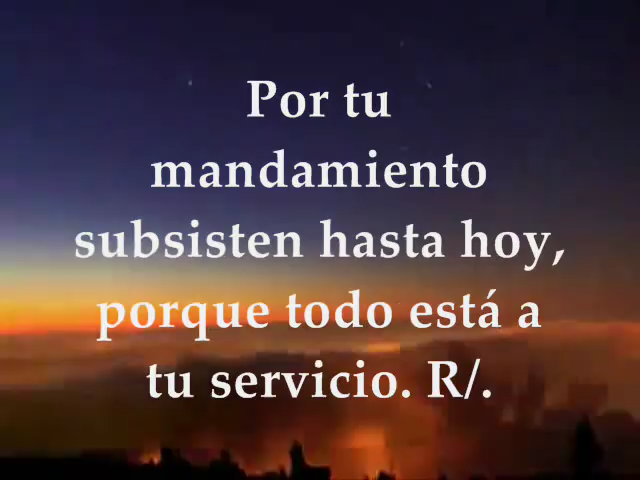 Por tu
mandamiento
subsisten hasta hoy,
porque todo está a
tu servicio. R/.